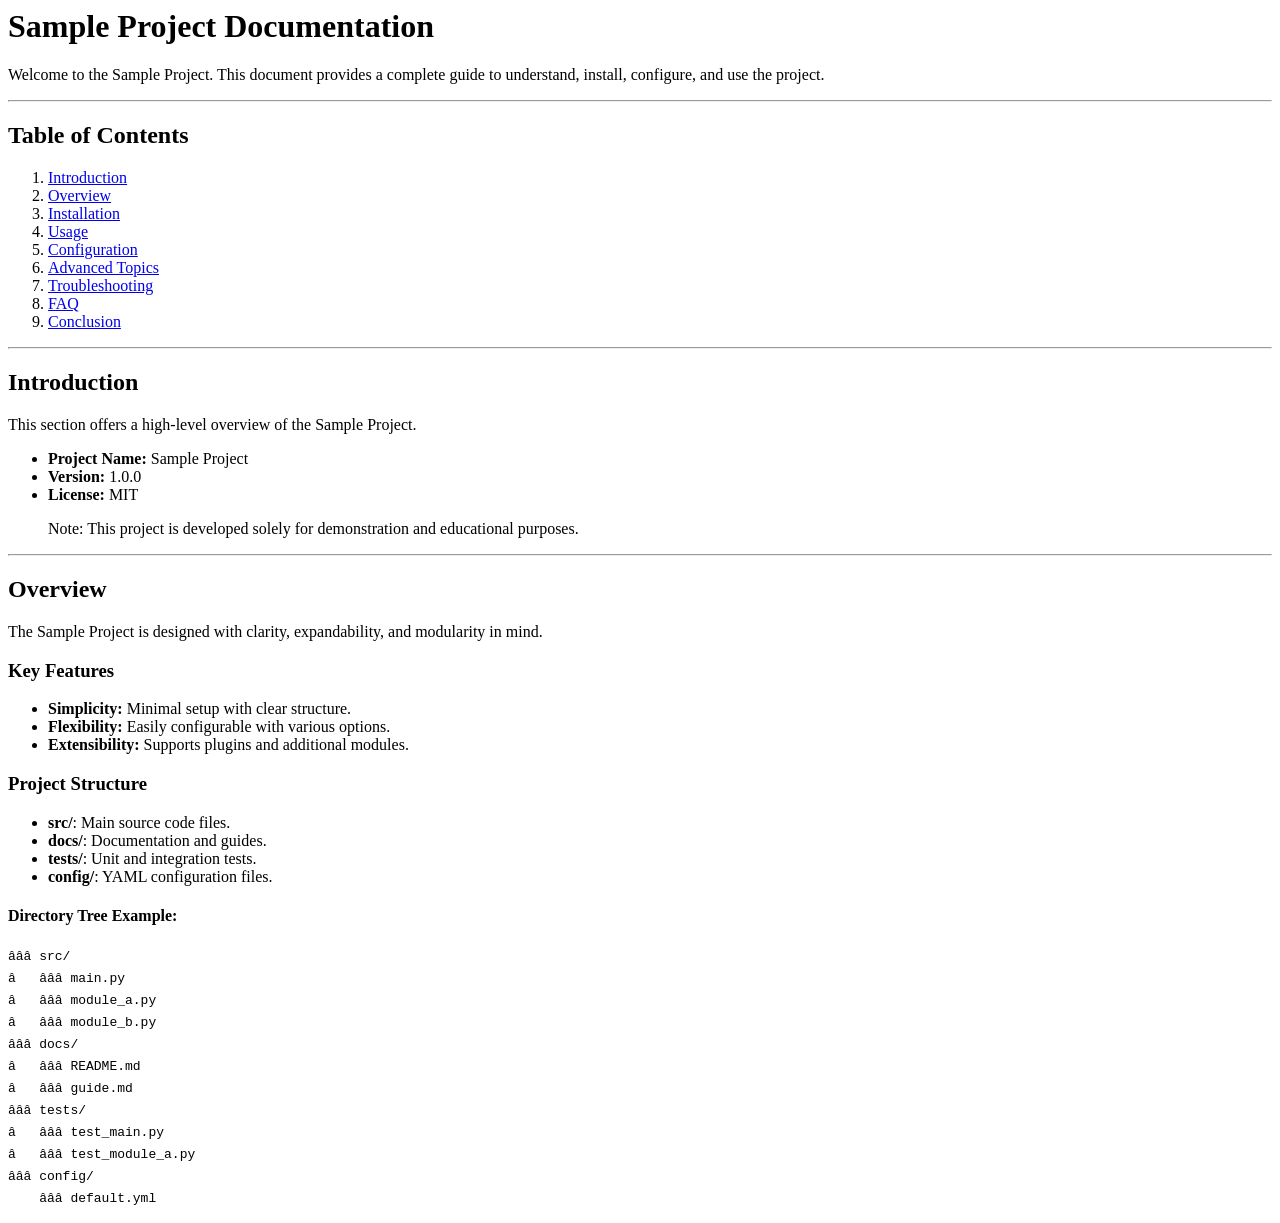 Sample Project Documentation
Welcome to the Sample Project. This document provides a complete guide to understand, install, configure, and use the project.
Table of Contents
1. Introduction
2. Overview
3. Installation
4. Usage
5. Configuration
6. Advanced Topics
7. Troubleshooting
8. FAQ
9. Conclusion
Introduction
This section offers a high-level overview of the Sample Project.
• Project Name: Sample Project
• Version: 1.0.0
• License: MIT
Note: This project is developed solely for demonstration and educational purposes.
Overview
The Sample Project is designed with clarity, expandability, and modularity in mind.
Key Features
• Simplicity: Minimal setup with clear structure.
• Flexibility: Easily configurable with various options.
• Extensibility: Supports plugins and additional modules.
Project Structure
• src/: Main source code files.
• docs/: Documentation and guides.
• tests/: Unit and integration tests.
• config/: YAML configuration files.
Directory Tree Example:
âââ src/
â   âââ main.py
â   âââ module_a.py
â   âââ module_b.py
âââ docs/
â   âââ README.md
â   âââ guide.md
âââ tests/
â   âââ test_main.py
â   âââ test_module_a.py
âââ config/
    âââ default.yml